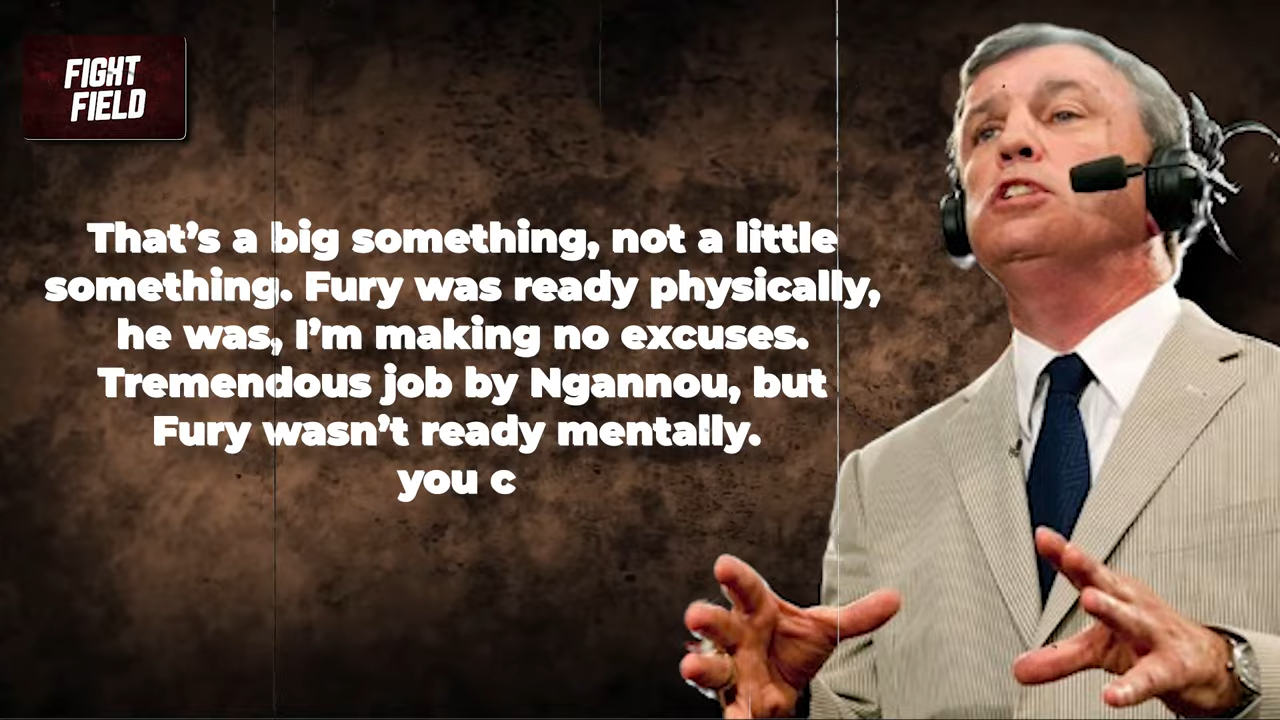 FIGHT
FIELD
That’s a big something, not a little
something. Fury was ready physically,
he was, I’m making no excuses.
Tremendous job by Ngannou, but
Fury wasn’t ready mentally.
you c